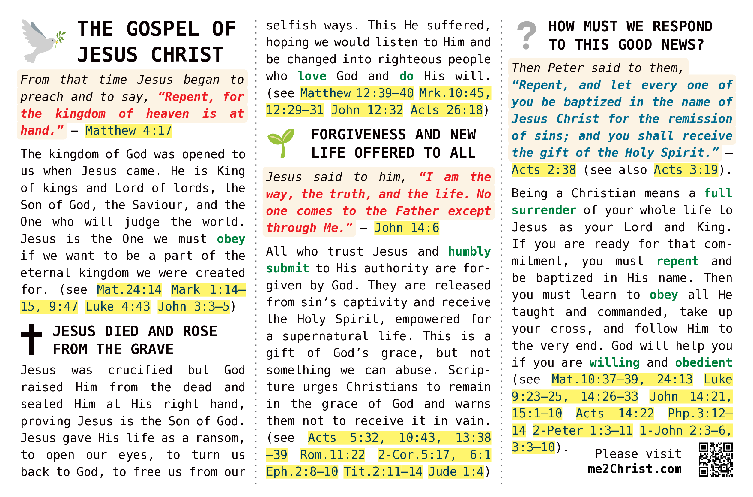 THE GOSPEL OF
JESUS CHRIST
From that time Jesus began to
preach and to say, “Repent, for
the kingdom of heaven is at
hand.” – Matthew 4:17
The kingdom of God was opened to
us when Jesus came. He is King
of kings and Lord of lords, the
Son of God, the Saviour, and the
One who will judge the world.
Jesus is the One we must obey
if we want to be a part of the
eternal kingdom we were created
for. (see Mat.24:14 Mark 1:14–
15, 9:47 Luke 4:43 John 3:3–5)
JESUS DIED AND ROSE
FROM THE GRAVE
Jesus was crucified but God
raised Him from the dead and
seated Him at His right hand,
proving Jesus is the Son of God.
Jesus gave His life as a ransom,
to open our eyes, to turn us
back to God, to free us from our
selfish ways. This He suffered,
hoping we would listen to Him and
be changed into righteous people
who love God and do His will.
(see Matthew 12:39–40 Mrk.10:45,
12:29–31 John 12:32 Acts 26:18)
FORGIVENESS AND NEW
LIFE OFFERED TO ALL
Jesus said to him, “I am the
way, the truth, and the life. No
one comes to the Father except
through Me.” – John 14:6
All who trust Jesus and humbly
submit to His authority are for-
given by God. They are released
from sin’s captivity and receive
the Holy Spirit, empowered for
a supernatural life. This is a
gift of God’s grace, but not
something we can abuse. Scrip-
ture urges Christians to remain
in the grace of God and warns
them not to receive it in vain.
(see Acts 5:32, 10:43, 13:38
–39 Rom.11:22 2-Cor.5:17, 6:1
Eph.2:8–10 Tit.2:11–14 Jude 1:4)
HOW MUST WE RESPOND
TO THIS GOOD NEWS?
Then Peter said to them,
“Repent, and let every one of
you be baptized in the name of
Jesus Christ for the remission
of sins; and you shall receive
the gift of the Holy Spirit.” –
Acts 2:38 (see also Acts 3:19).
Being a Christian means a full
surrender of your whole life to
Jesus as your Lord and King.
If you are ready for that com-
mitment, you must repent and
be baptized in His name. Then
you must learn to obey all He
taught and commanded, take up
your cross, and follow Him to
the very end. God will help you
if you are willing and obedient
(see Mat.10:37–39, 24:13 Luke
9:23–25, 14:26–33 John 14:21,
15:1–10 Acts 14:22 Php.3:12–
14 2-Peter 1:3–11 1-John 2:3–6,
3:3–10).
Please visit
me2Christ.com